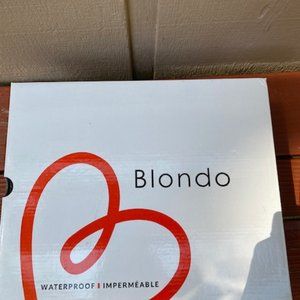 Blondo
WATERPROOF I IMPERMÉABLE